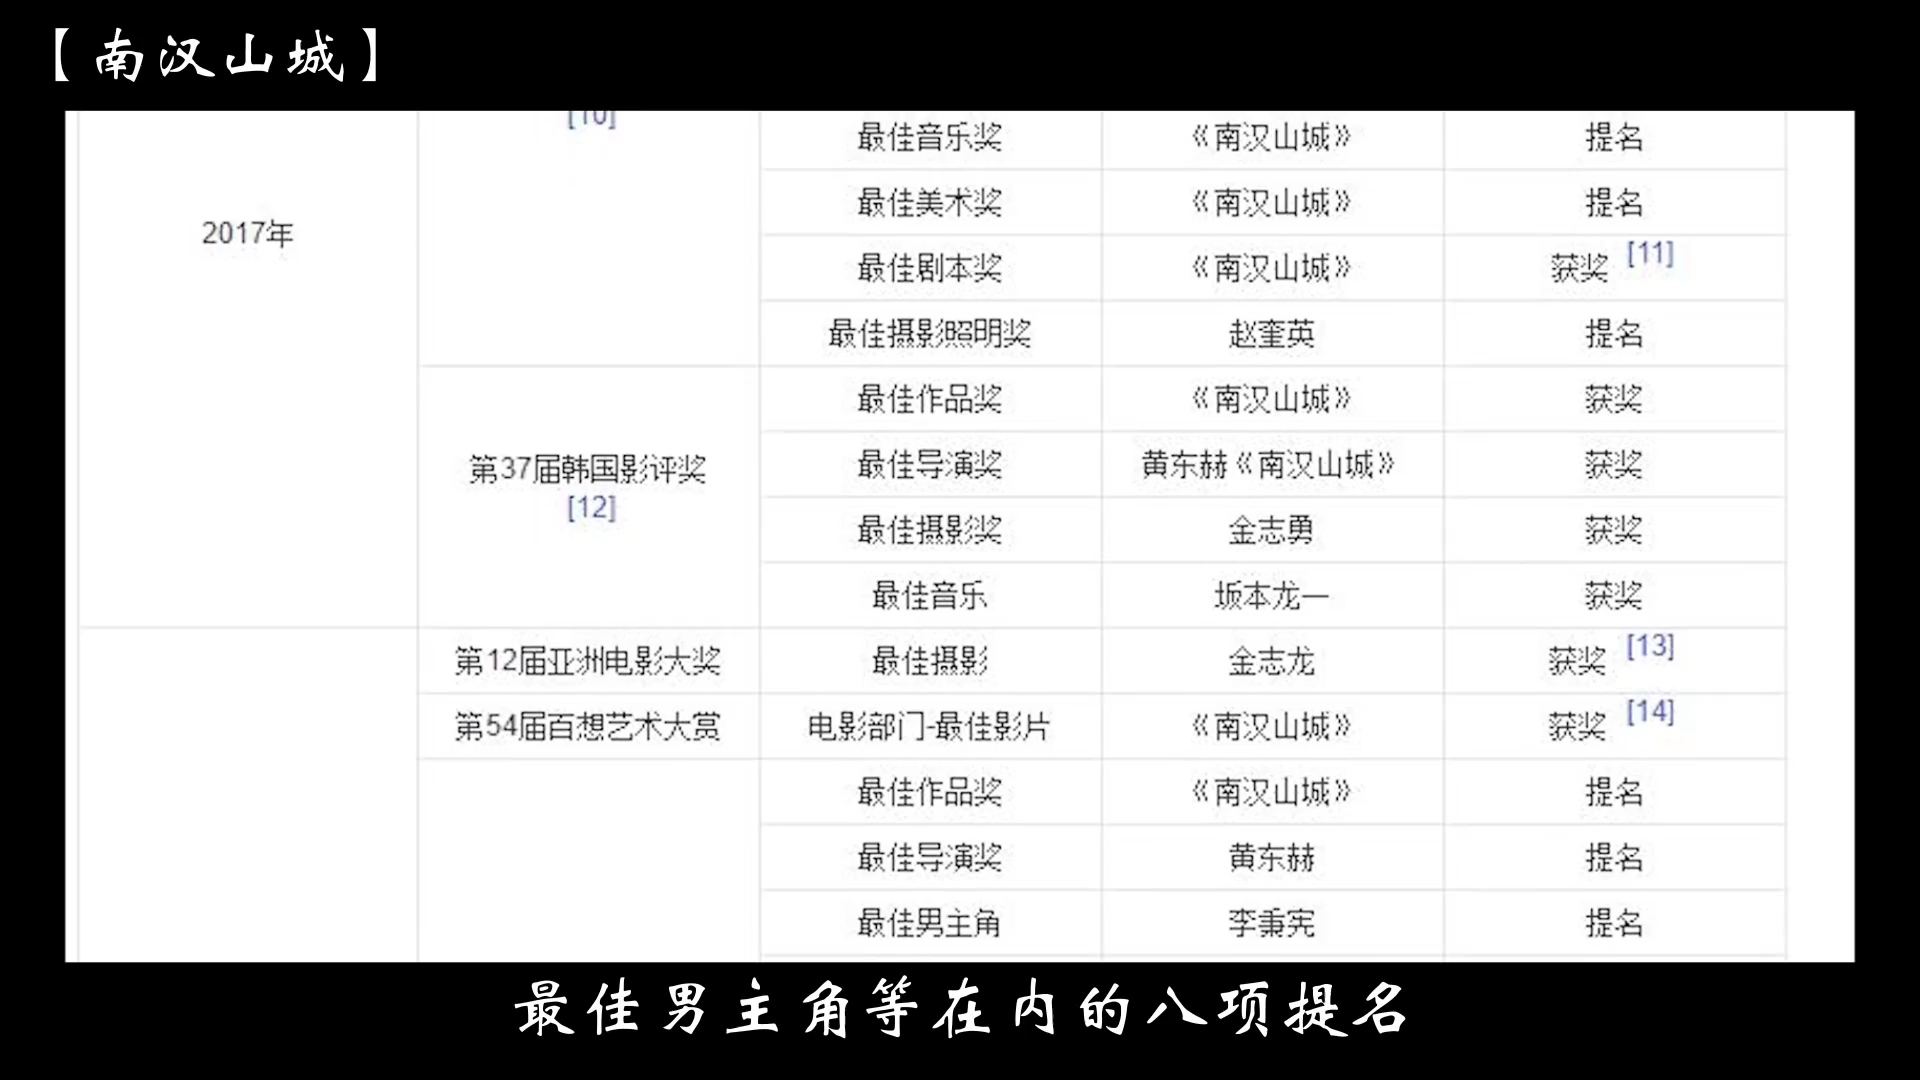 【南汉山城】
[10]
最佳音乐奖 《南汉山城》 提名
最佳美术奖 《南汉山城》 提名
2017年
最佳剧本奖 《南汉山城》 获奖 [11]
最佳摄影照明奖 赵奎英 提名
最佳作品奖 《南汉山城》 获奖
第37届韩国影评奖
[12]
最佳导演奖 黄东赫《南汉山城》 获奖
最佳摄影奖 金志勇 获奖
最佳音乐 坂本龙一 获奖
第12届亚洲电影大奖 最佳摄影 金志龙 获奖 [13]
第54届百想艺术大赏 电影部门-最佳影片 《南汉山城》 获奖 [14]
最佳作品奖 《南汉山城》 提名
最佳导演奖 黄东赫 提名
最佳男主角 李秉宪 提名
最佳男主角等在内的八项提名